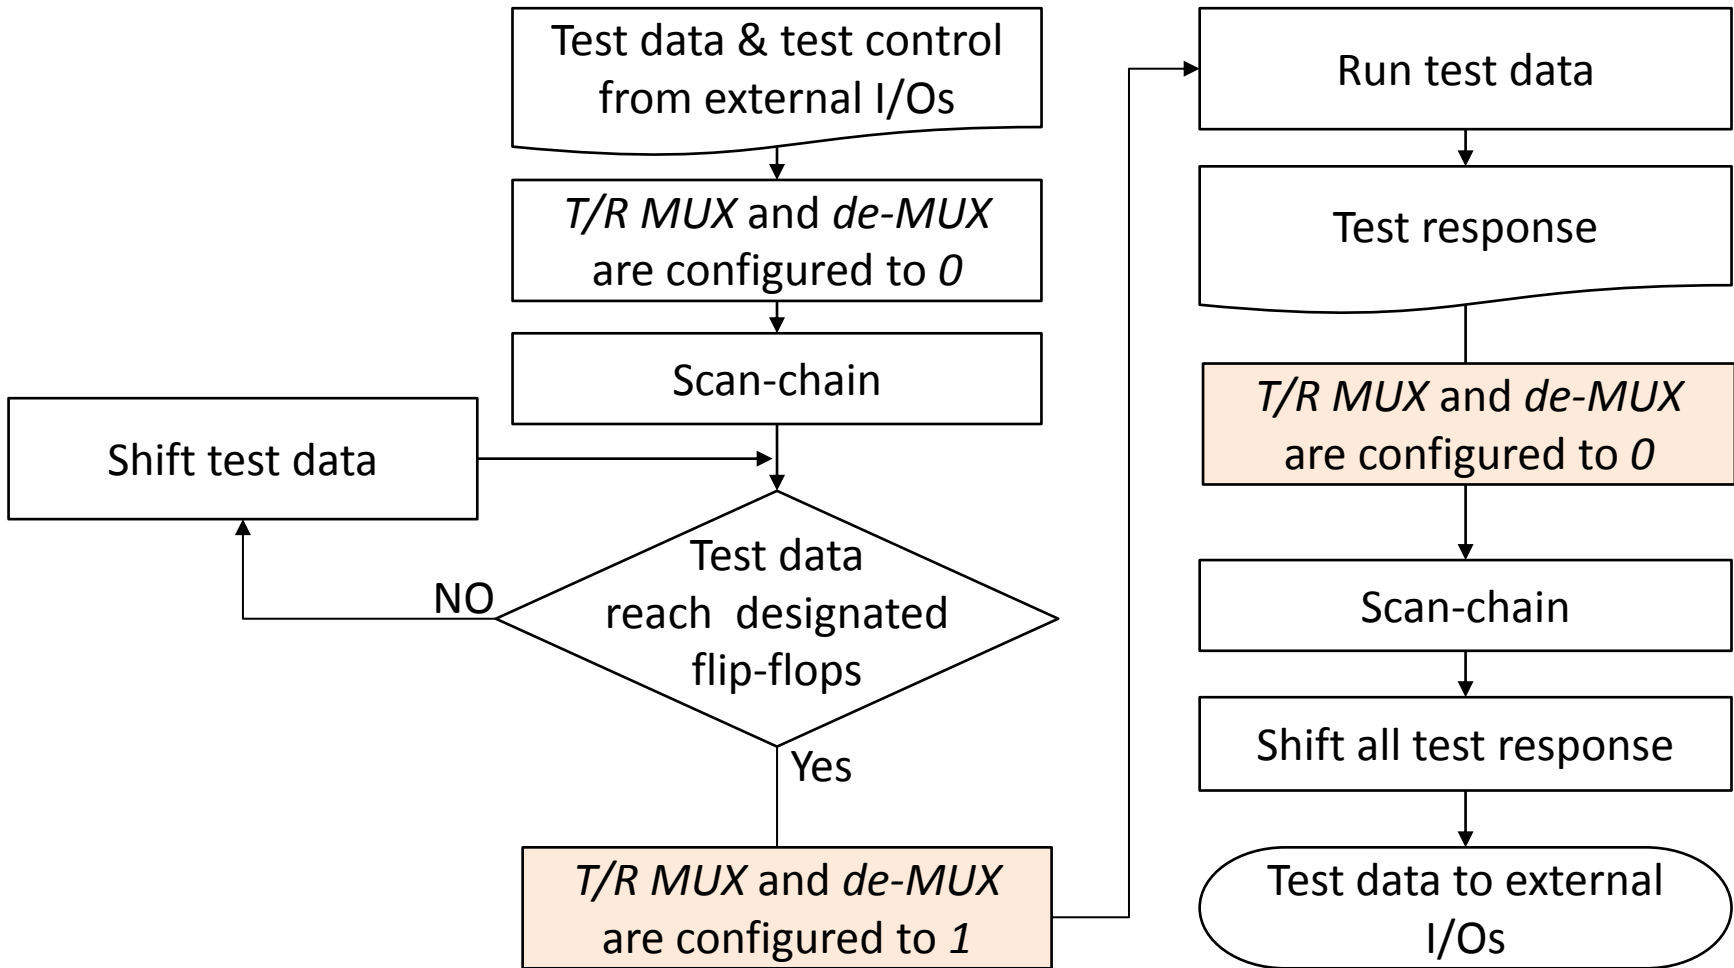 Test data & test control
from external I/Os
T/R MUX and de-MUX
are configured to 0
Scan-chain
Shift test data
Test data
reach designated
flip-flops
NO
Yes
T/R MUX and de-MUX
are configured to 1
Run test data
Test response
T/R MUX and de-MUX
are configured to 0
Scan-chain
Shift all test response
Test data to external
I/Os